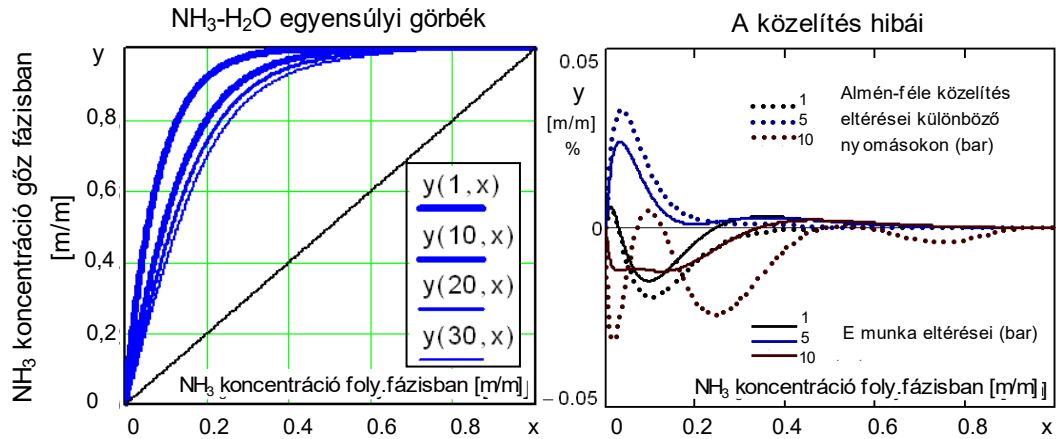 NH3-H2O egyensúlyi görbék
y
NH3 koncentráció gőz fázisban
[m/m]
0,8
0.6
0.4
0,2
0
y(1,x)
y(10,x)
y(20,x)
y(30,x)
NH3 koncentráció foly.fázisban [m/m]
0 0.2 0.4 0.6 0.8 x
A közelítés hibái
0.05
y
[m/m]
%
0
−0.05
1
5
10
Almén-féle közelítés
eltérései különböző
nyomásokon (bar)
1
5
10
E munka eltérései (bar)
NH3 koncentráció foly.fázisban [m/m]
0 0.2 0.4 0.6 0.8 x